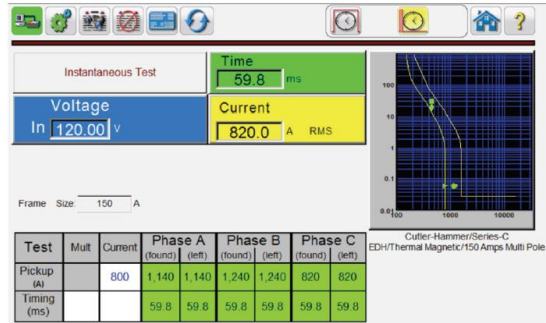 Instantaneous Test
Time
59.8 ms
Voltage
In 120.00 V
Current
820.0 A RMS
100
10
1
0.1
0.01
100 1000 10000
Frame Size: 150 A
Cutler-Hammer/Series-C
EDH/Thermal Magnetic/150 Amps Multi Pole
Test Mult Current Phase A Phase B Phase C
(found) (left) (found) (left) (found) (left)
Pickup (A) 800 1,140 1,140 1,240 1,240 820 820
Timing (ms) 59.8 59.8 59.8 59.8 59.8 59.8
?